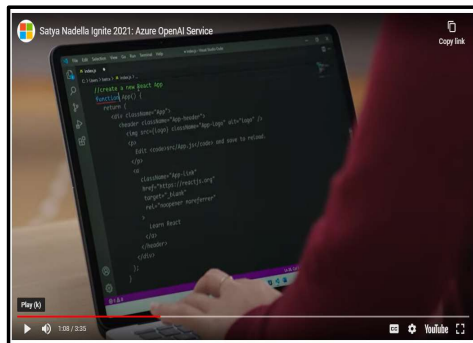 Satya Nadella Ignite 2021: Azure OpenAI Service
Copy link
//create a new React App
function App() {
return (
<div className="App">
<header className="App-header">
<img src={logo} className="App-logo" alt="logo" />
<p>
Edit <code>src/App.js</code> and save to reload.
</p>
<a
className="App-link"
href="https://reactjs.org"
target="_blank"
rel="noopener noreferrer"
>
Learn React
</a>
</header>
</div>
);
}
Play (k)
1:08 / 3:35
CC
YouTube